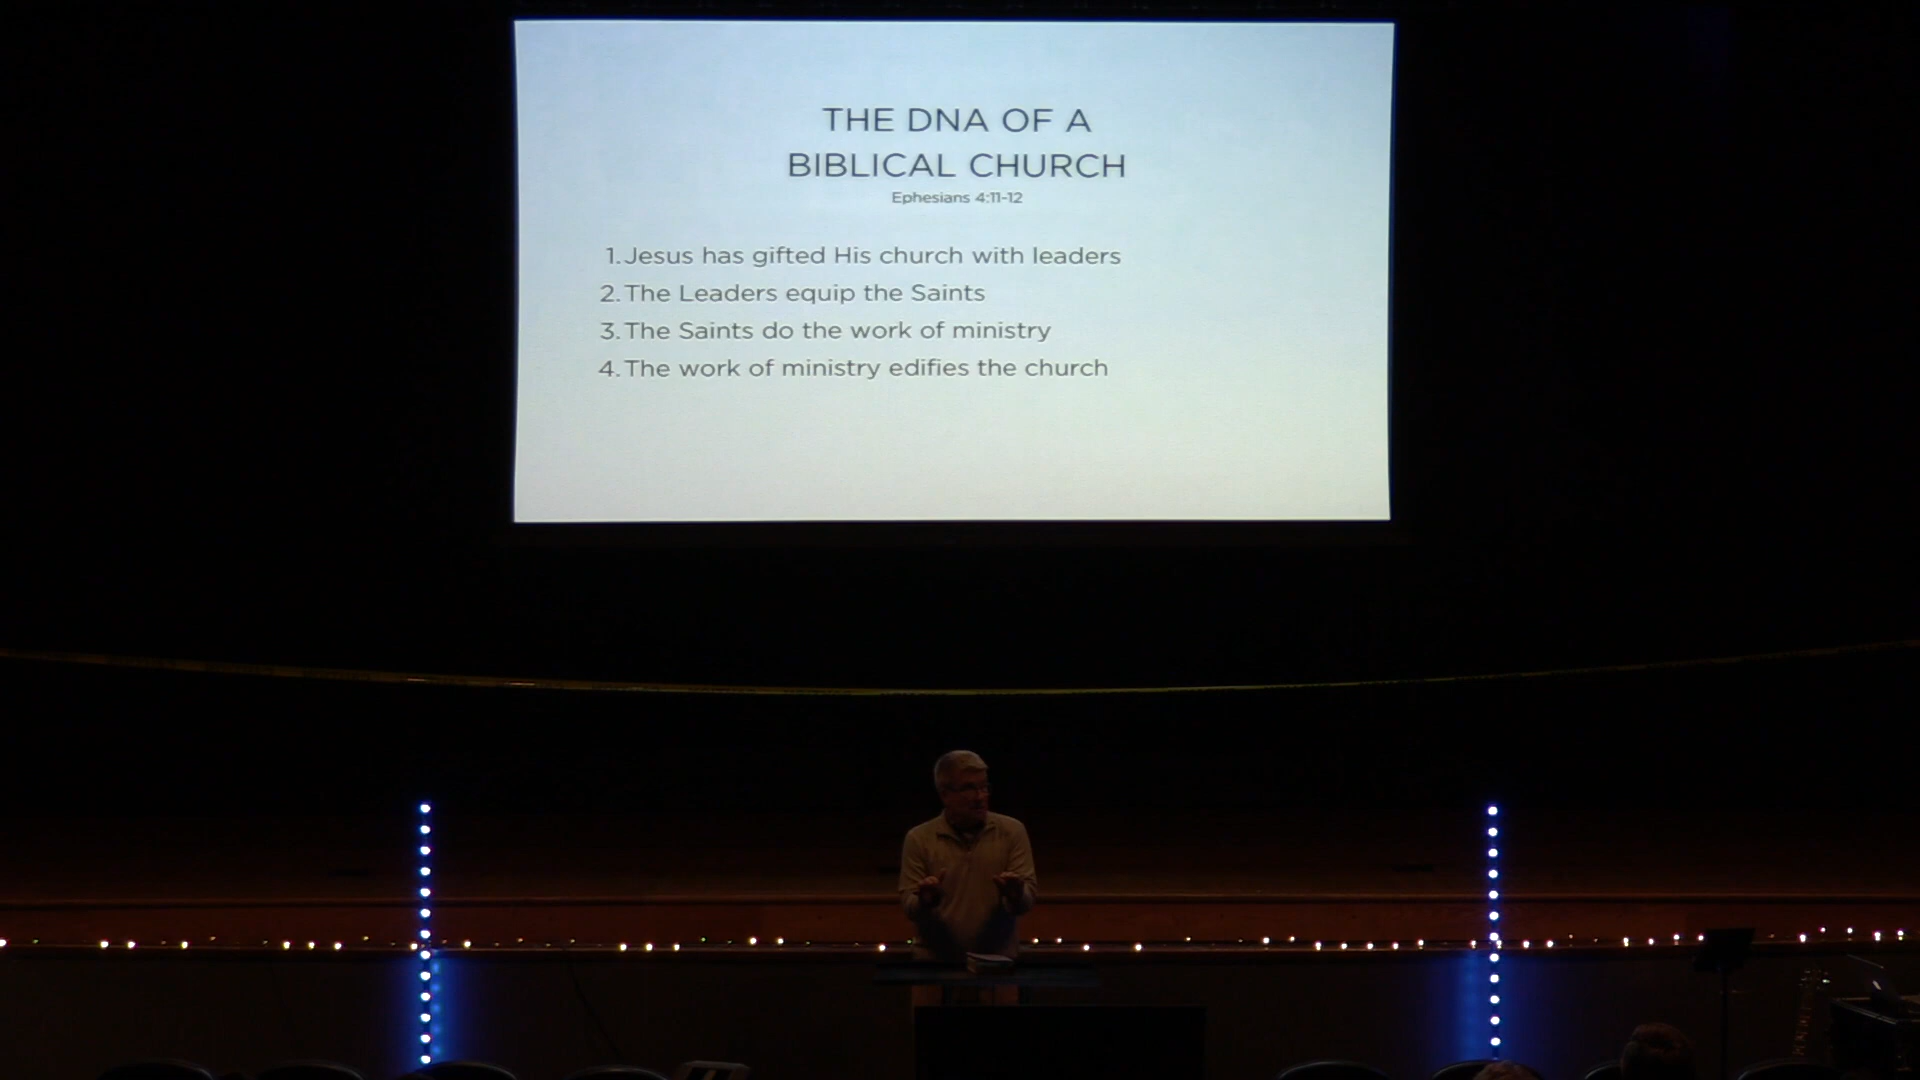 THE DNA OF A
BIBLICAL CHURCH
Ephesians 4:11-12
1. Jesus has gifted His church with leaders
2. The Leaders equip the Saints
3. The Saints do the work of ministry
4. The work of ministry edifies the church